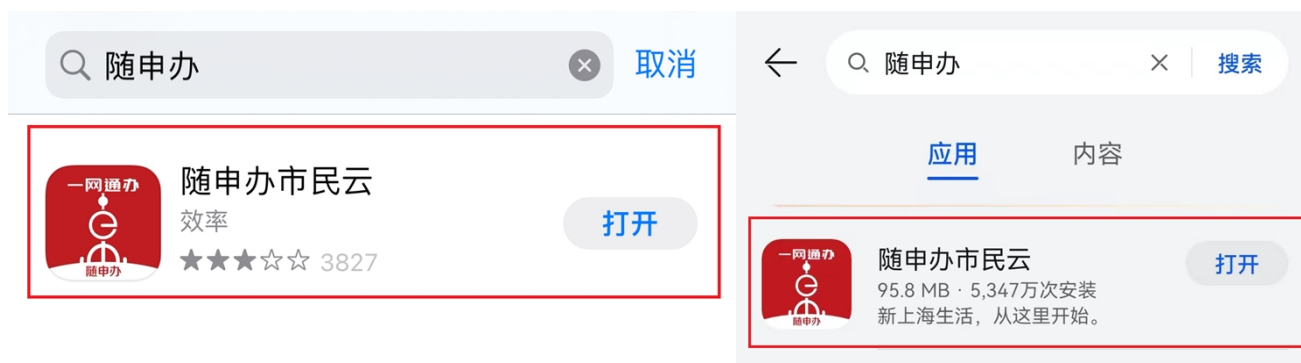 随申办
取消
一网通办
随申办
随申办市民云
效率
3827
打开
随申办
搜索
应用
内容
一网通办
随申办
随申办市民云
95.8 MB · 5,347万次安装
新上海生活，从这里开始。
打开